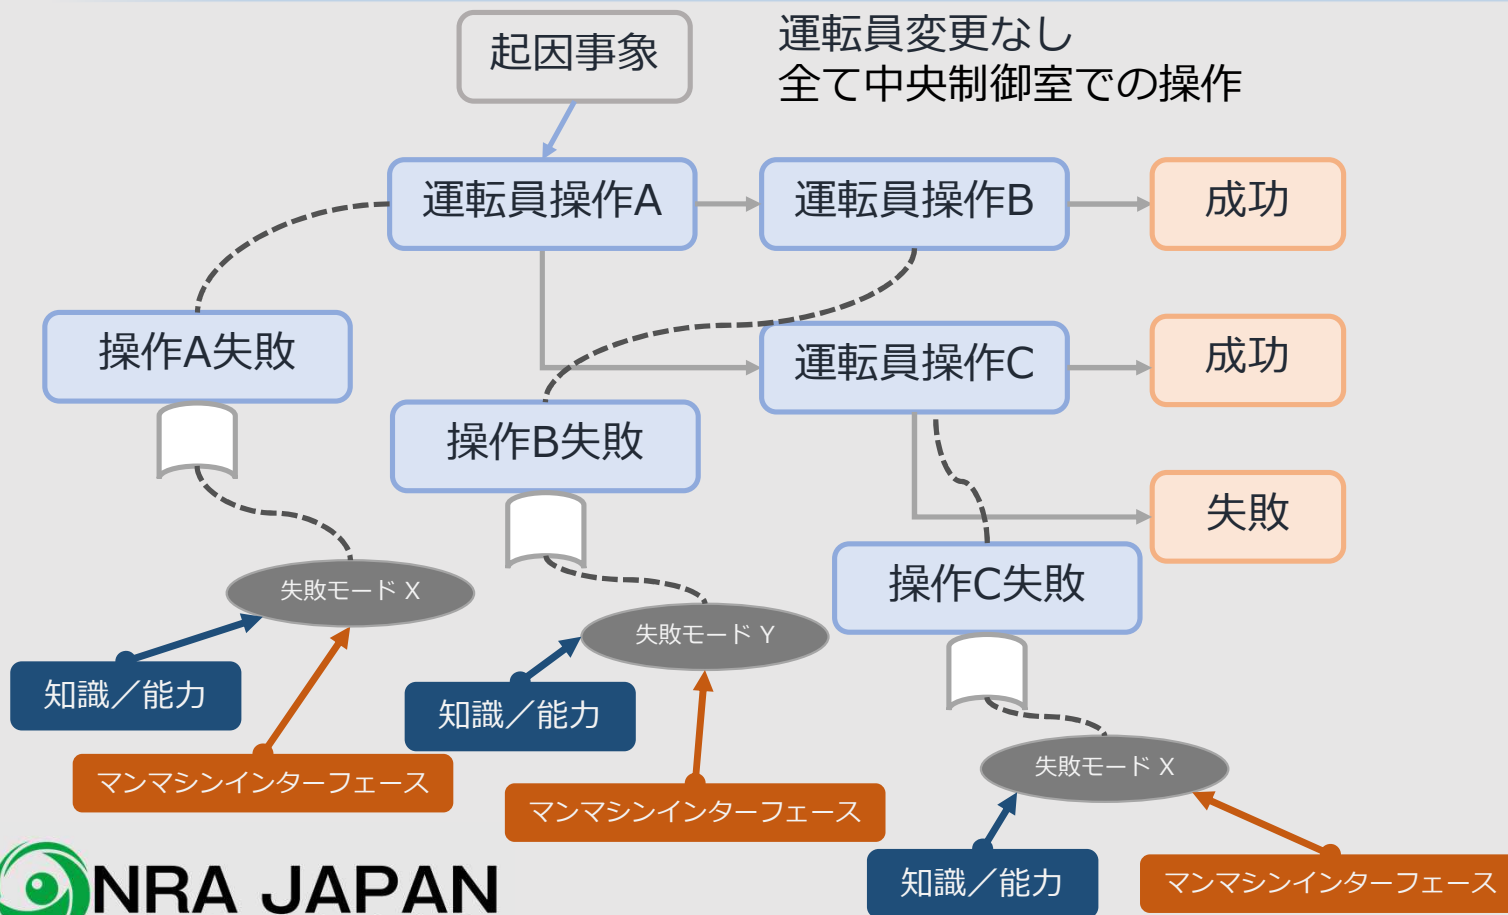 起因事象
運転員変更なし
全て中央制御室での操作
運転員操作A
運転員操作B
成功
操作A失敗
運転員操作C
成功
操作B失敗
失敗
失敗モード X
操作C失敗
失敗モード Y
知識／能力
知識／能力
マンマシンインターフェース
失敗モード X
マンマシンインターフェース
知識／能力
マンマシンインターフェース
NRA JAPAN